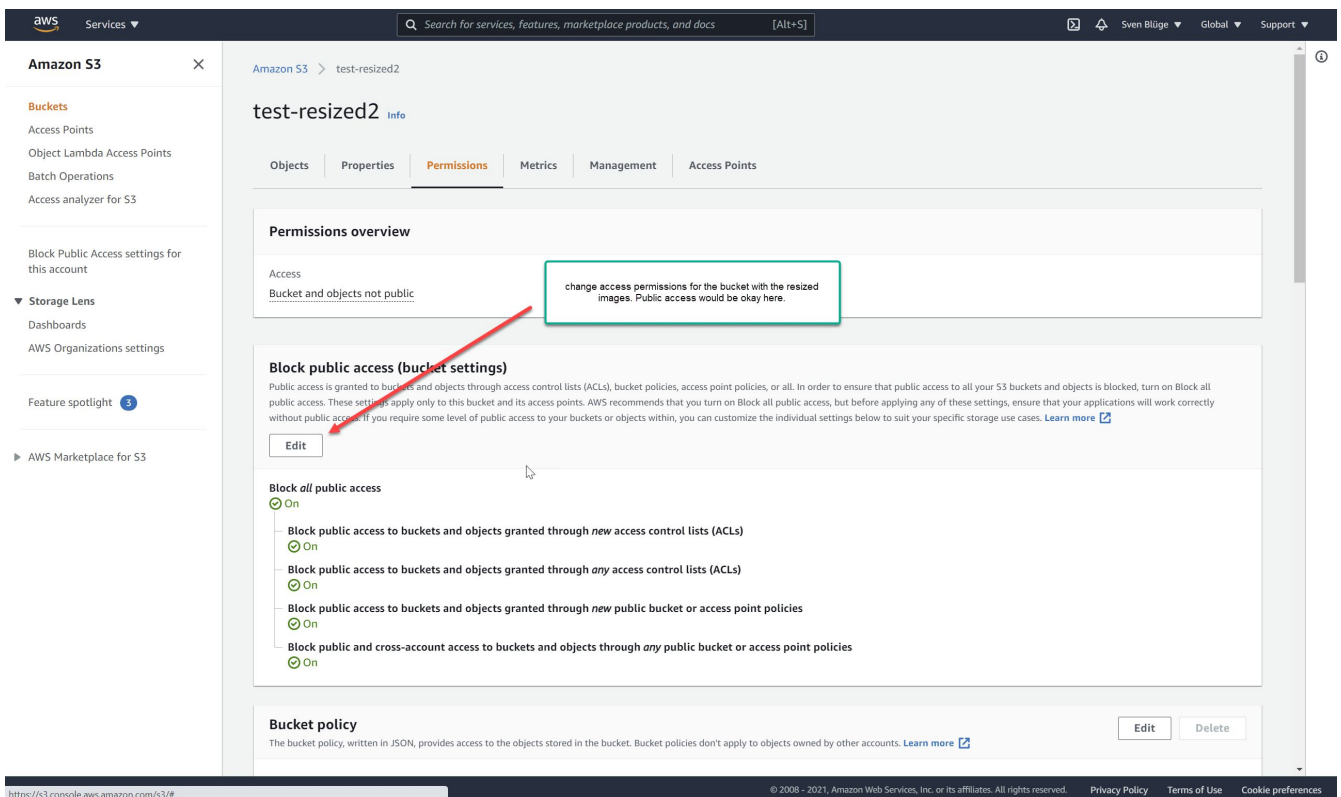 aws Services ▼ Search for services, features, marketplace products, and docs [Alt+S] Sven Blüge ▼ Global ▼ Support ▼
Amazon S3
Buckets
Access Points
Object Lambda Access Points
Batch Operations
Access analyzer for S3
Block Public Access settings for
this account
▼ Storage Lens
Dashboards
AWS Organizations settings
Feature spotlight 3
▶ AWS Marketplace for S3
Amazon S3 > test-resized2
test-resized2 Info
Objects Properties Permissions Metrics Management Access Points
Permissions overview
Access
Bucket and objects not public
change access permissions for the bucket with the resized
images. Public access would be okay here.
Block public access (bucket settings)
Public access is granted to buckets and objects through access control lists (ACLs), bucket policies, access point policies, or all. In order to ensure that public access to all your S3 buckets and objects is blocked, turn on Block all
public access. These settings apply only to this bucket and its access points. AWS recommends that you turn on Block all public access, but before applying any of these settings, ensure that your applications will work correctly
without public access. If you require some level of public access to your buckets or objects within, you can customize the individual settings below to suit your specific storage use cases. Learn more
Edit
Block all public access
On
Block public access to buckets and objects granted through new access control lists (ACLs)
On
Block public access to buckets and objects granted through any access control lists (ACLs)
On
Block public access to buckets and objects granted through new public bucket or access point policies
On
Block public and cross-account access to buckets and objects through any public bucket or access point policies
On
Bucket policy Edit Delete
The bucket policy, written in JSON, provides access to the objects stored in the bucket. Bucket policies don't apply to objects owned by other accounts. Learn more
https://s3.console.aws.amazon.com/s3/# © 2008 - 2021, Amazon Web Services, Inc. or its affiliates. All rights reserved. Privacy Policy Terms of Use Cookie preferences